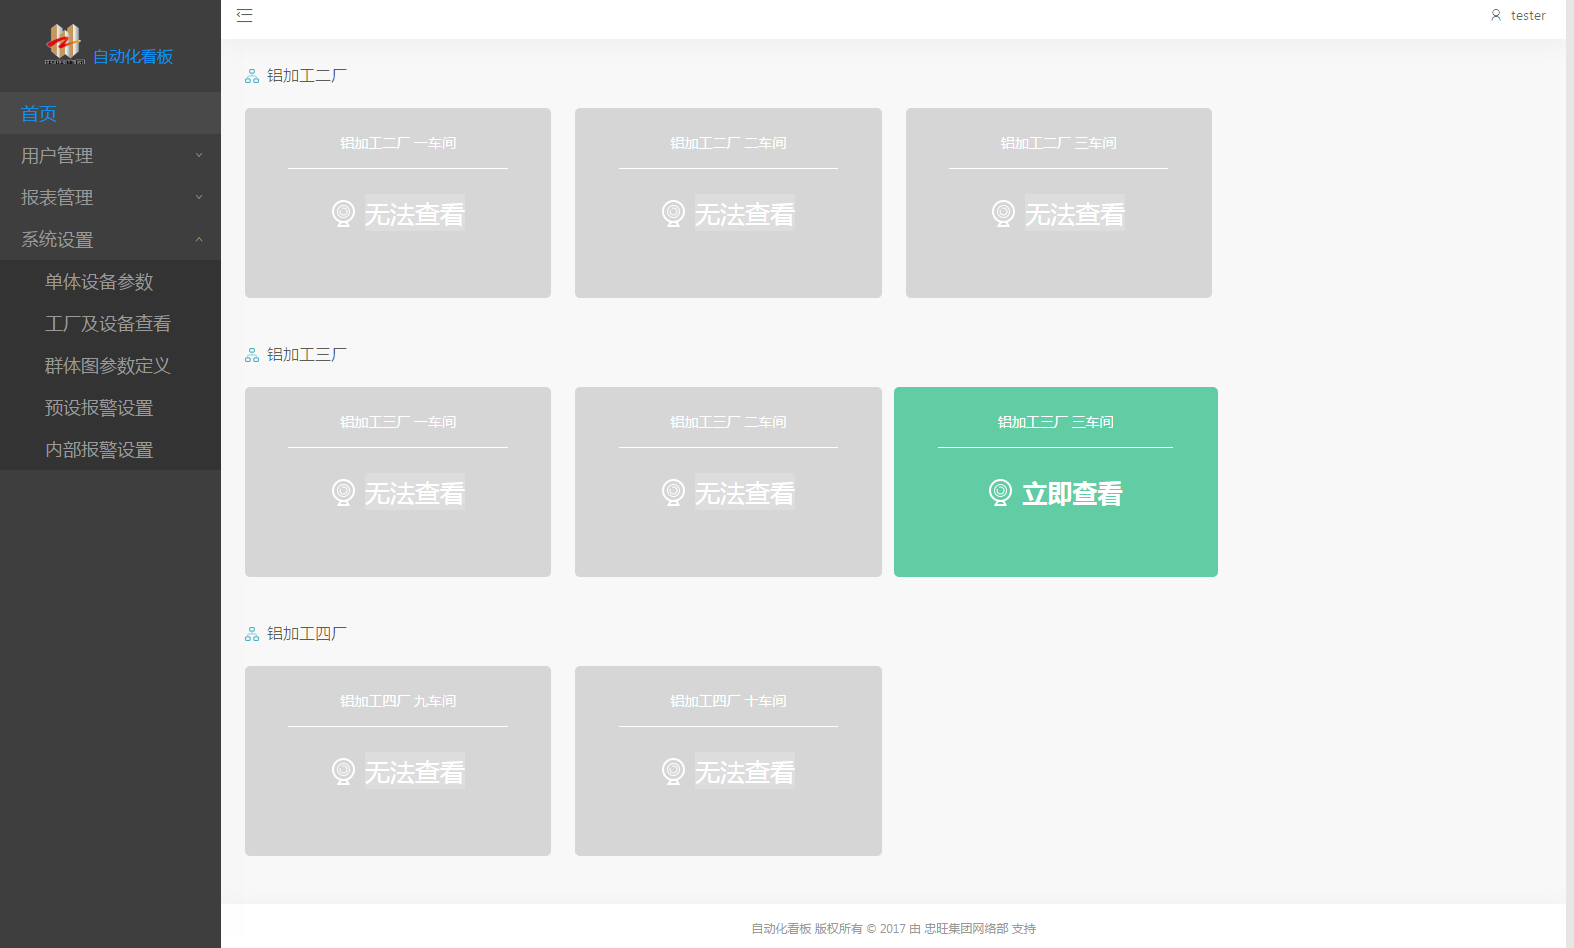 自动化看板
tester
首页
用户管理
报表管理
系统设置
单体设备参数
工厂及设备查看
群体图参数定义
预设报警设置
内部报警设置
铝加工二厂
铝加工二厂 一车间
无法查看
铝加工二厂 二车间
无法查看
铝加工二厂 三车间
无法查看
铝加工三厂
铝加工三厂 一车间
无法查看
铝加工三厂 二车间
无法查看
铝加工三厂 三车间
立即查看
铝加工四厂
铝加工四厂 九车间
无法查看
铝加工四厂 十车间
无法查看
自动化看板 版权所有 © 2017 由 忠旺集团网络部 支持